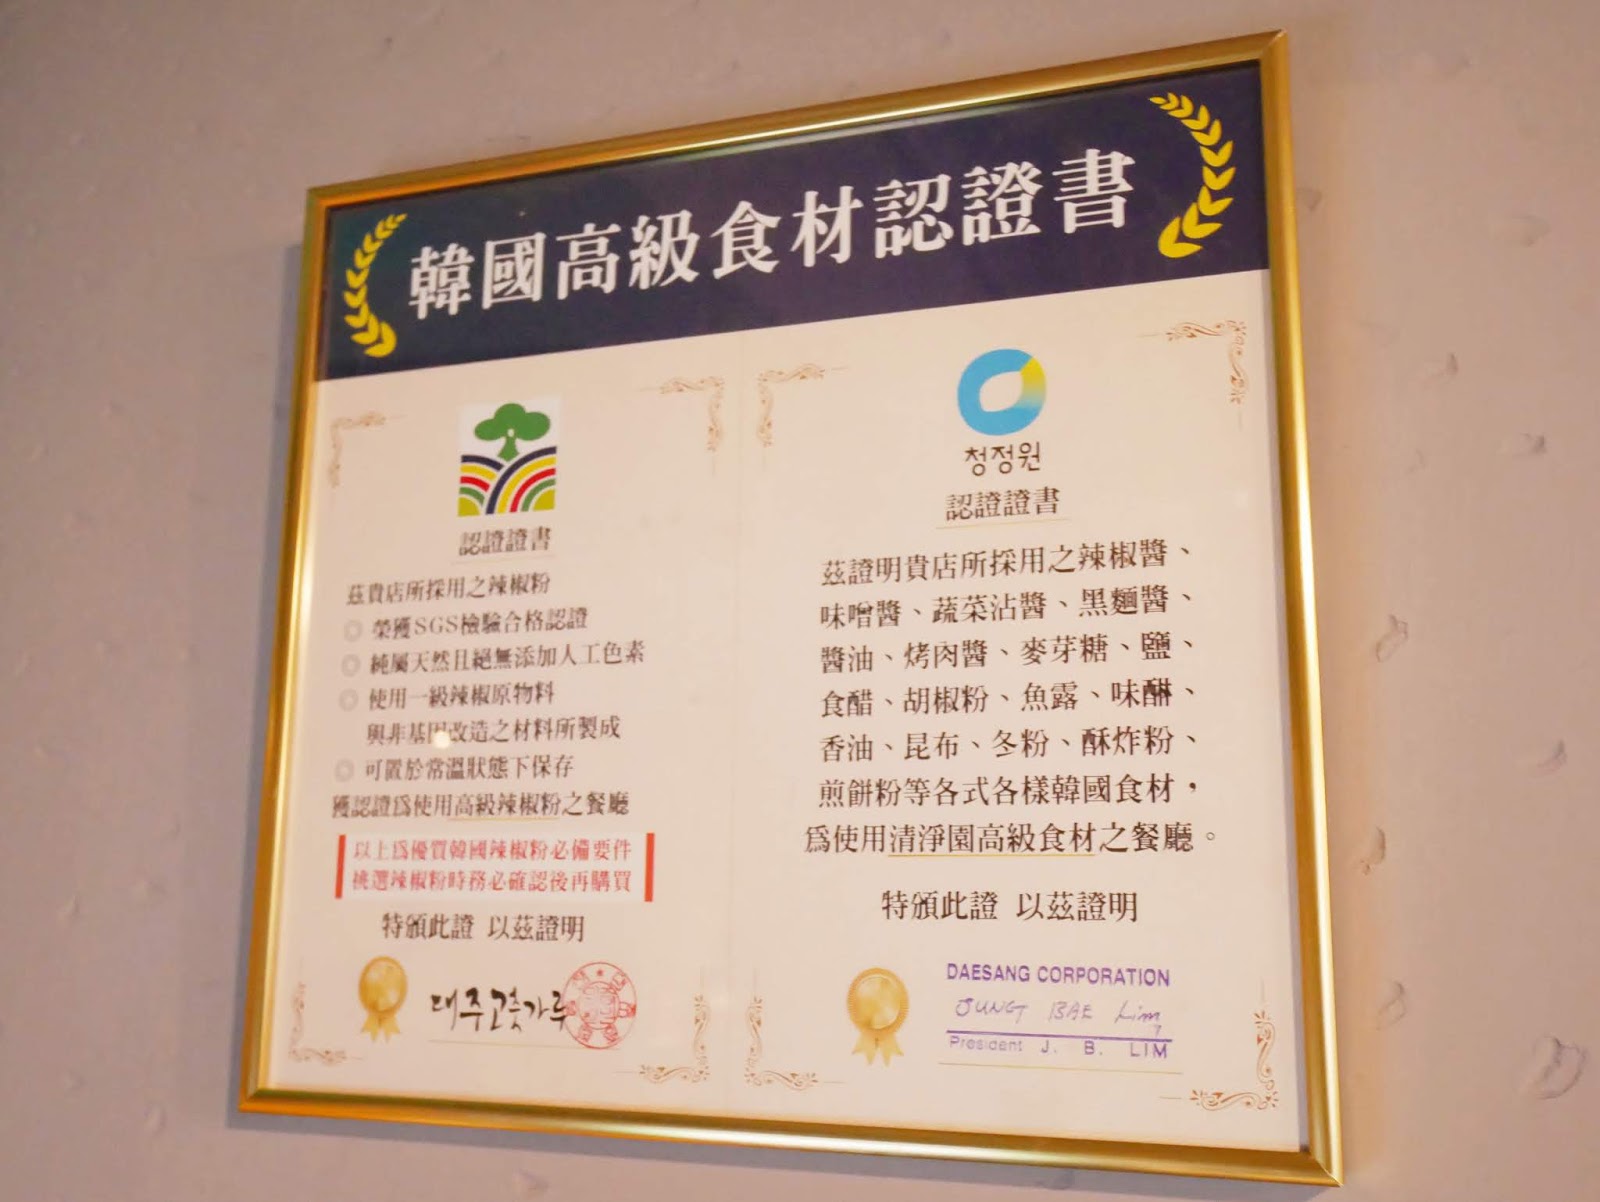 韓國高級食材認證書
認證證書
茲貴店所採用之辣椒粉
榮獲SGS檢驗合格認證
純屬天然且絕無添加人工色素
使用一級辣椒原物料
與非基因改造之材料所製成
可置於常溫狀態下保存
獲認證為使用高級辣椒粉之餐廳
以上為優質韓國辣椒粉必備要件
挑選辣椒粉時務必確認後再購買
特頒此證 以茲證明
대주고춧가루
청정원
認證證書
茲證明貴店所採用之辣椒醬、
味噌醬、蔬菜沾醬、黑麵醬、
醬油、烤肉醬、麥芽糖、鹽、
食醋、胡椒粉、魚露、味醂、
香油、昆布、冬粉、酥炸粉、
煎餅粉等各式各樣韓國食材，
為使用清淨園高級食材之餐廳。
特頒此證 以茲證明
DAESANG CORPORATION
JUNGT BAE Lim
President J. B. LIM